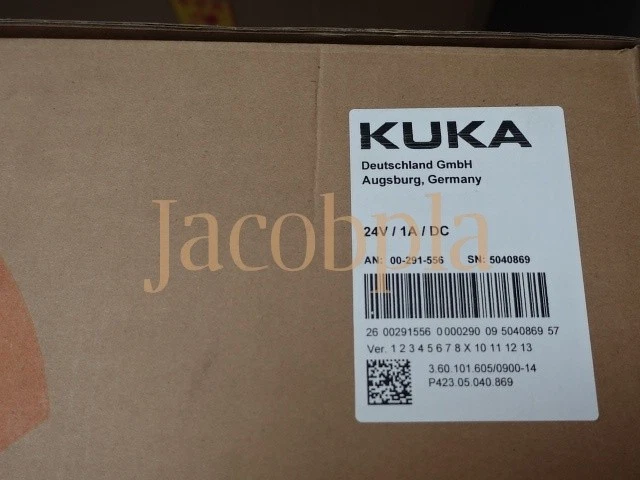 KUKA
Deutschland GmbH
Augsburg, Germany
Jacobpla
24V / 1A / DC
AN: 00-291-556 SN: 5040869
26 00291556 0 000290 09 5040869 57
Ver. 1 2 3 4 5 6 7 8 X 10 11 12 13
3.60.101.605/0900-14
P423.05.040.869